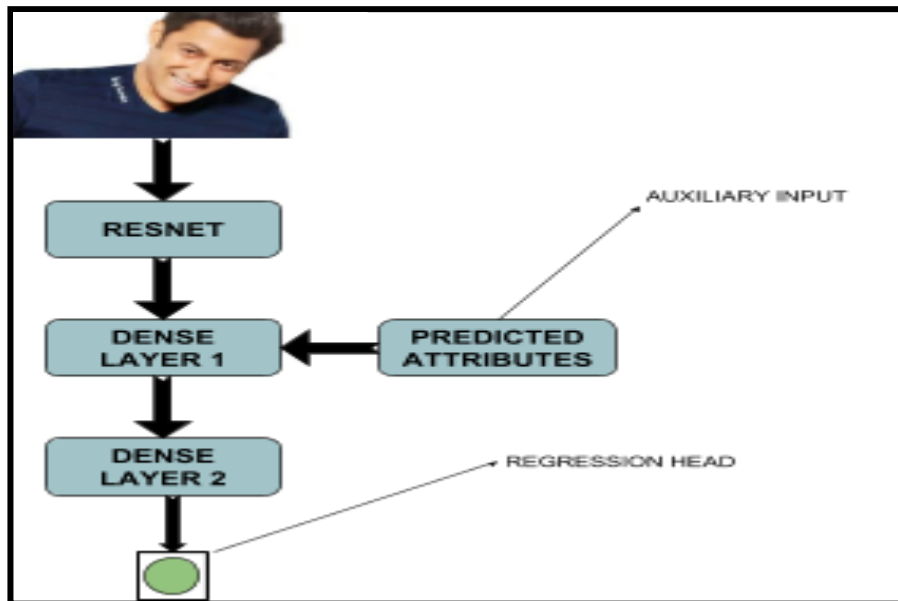 AUXILIARY INPUT
RESNET
DENSE
LAYER 1
PREDICTED
ATTRIBUTES
DENSE
LAYER 2
REGRESSION HEAD